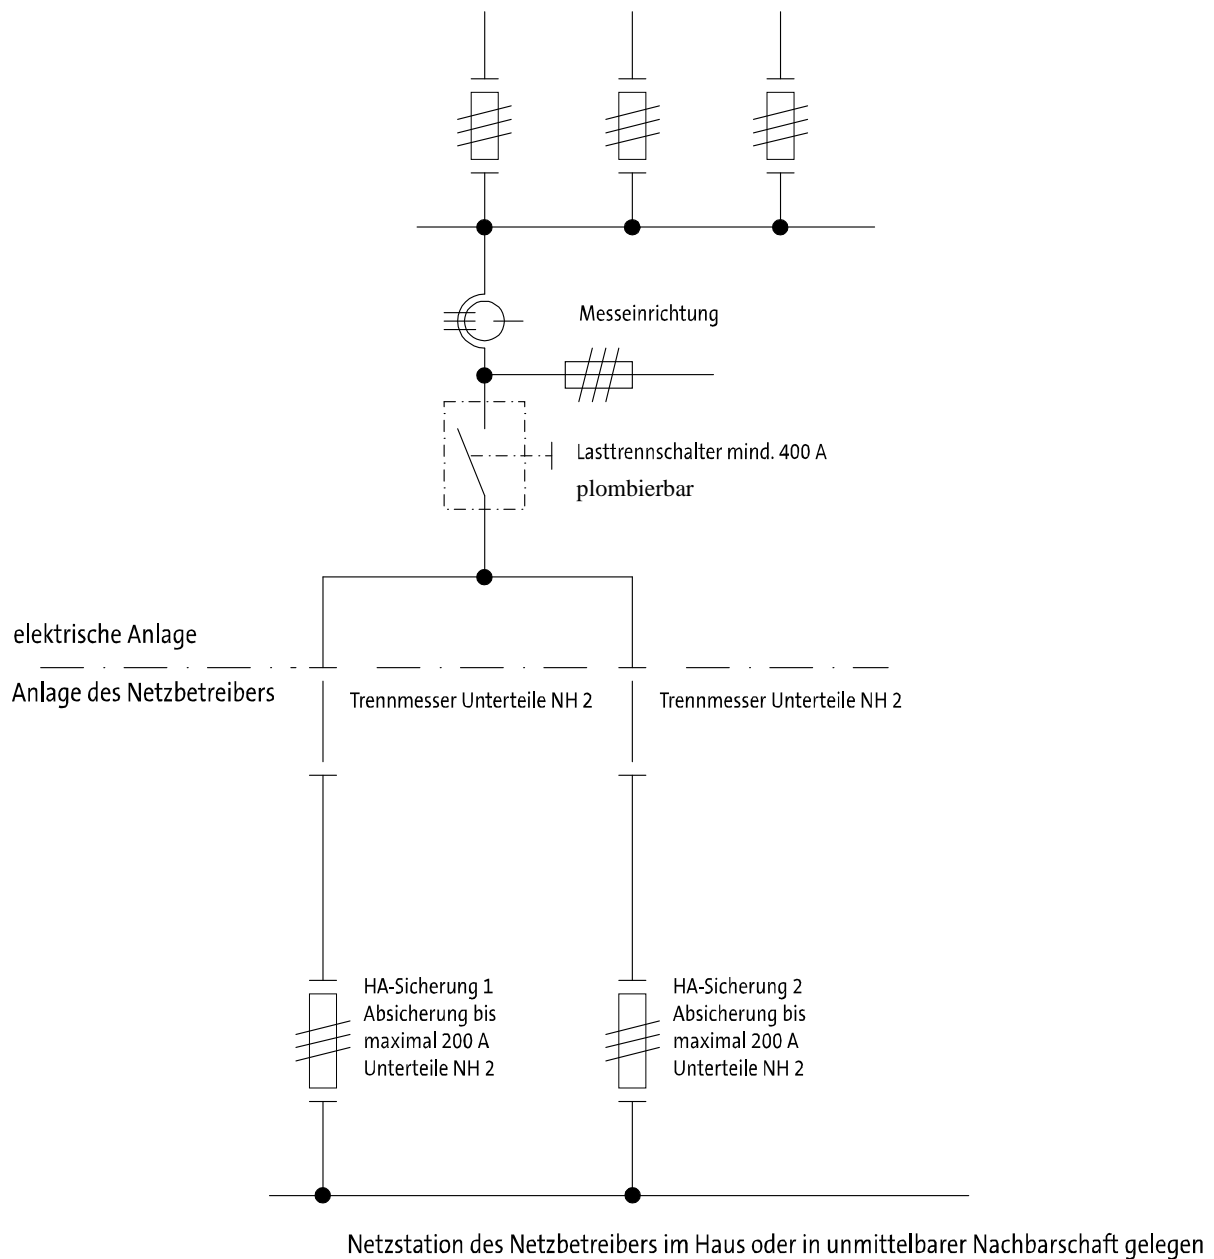 Messeinrichtung
Lasttrennschalter mind. 400 A
plombierbar
elektrische Anlage
Anlage des Netzbetreibers
Trennmesser Unterteile NH 2
Trennmesser Unterteile NH 2
HA-Sicherung 1
Absicherung bis
maximal 200 A
Unterteile NH 2
HA-Sicherung 2
Absicherung bis
maximal 200 A
Unterteile NH 2
Netzstation des Netzbetreibers im Haus oder in unmittelbarer Nachbarschaft gelegen